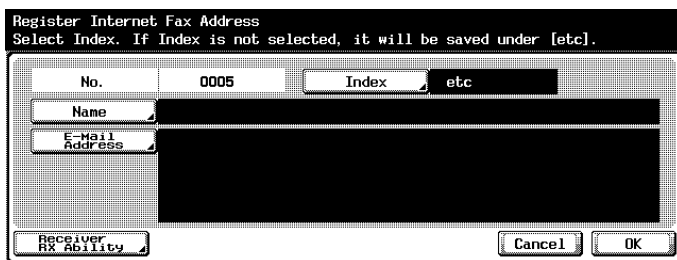 Register Internet Fax Address
Select Index. If Index is not selected, it will be saved under [etc].
No. 0005 Index etc
Name
E-Mail
Address
Receiver
RX Ability
Cancel OK